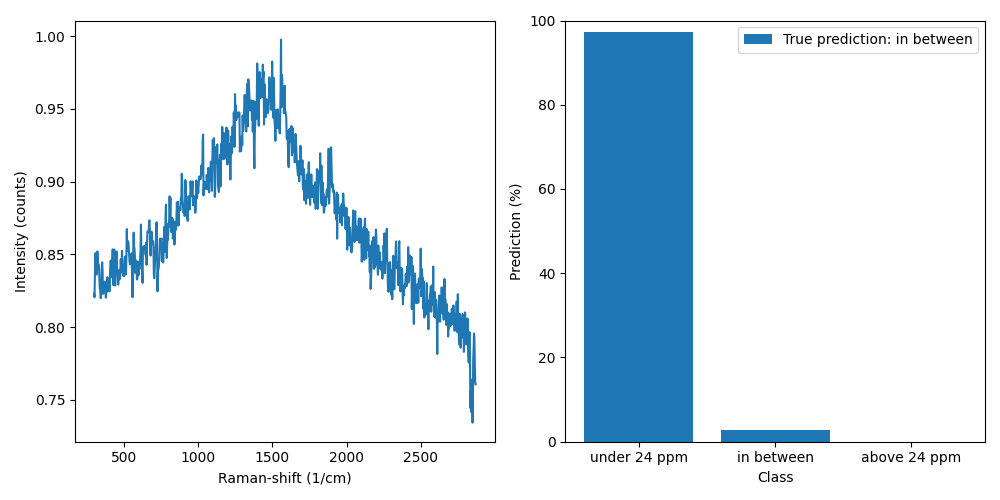 1.00
0.95
0.90
0.85
0.80
0.75
Intensity (counts)
500 1000 1500 2000 2500
Raman-shift (1/cm)
100
80
60
40
20
0
Prediction (%)
True prediction: in between
under 24 ppm in between above 24 ppm
Class